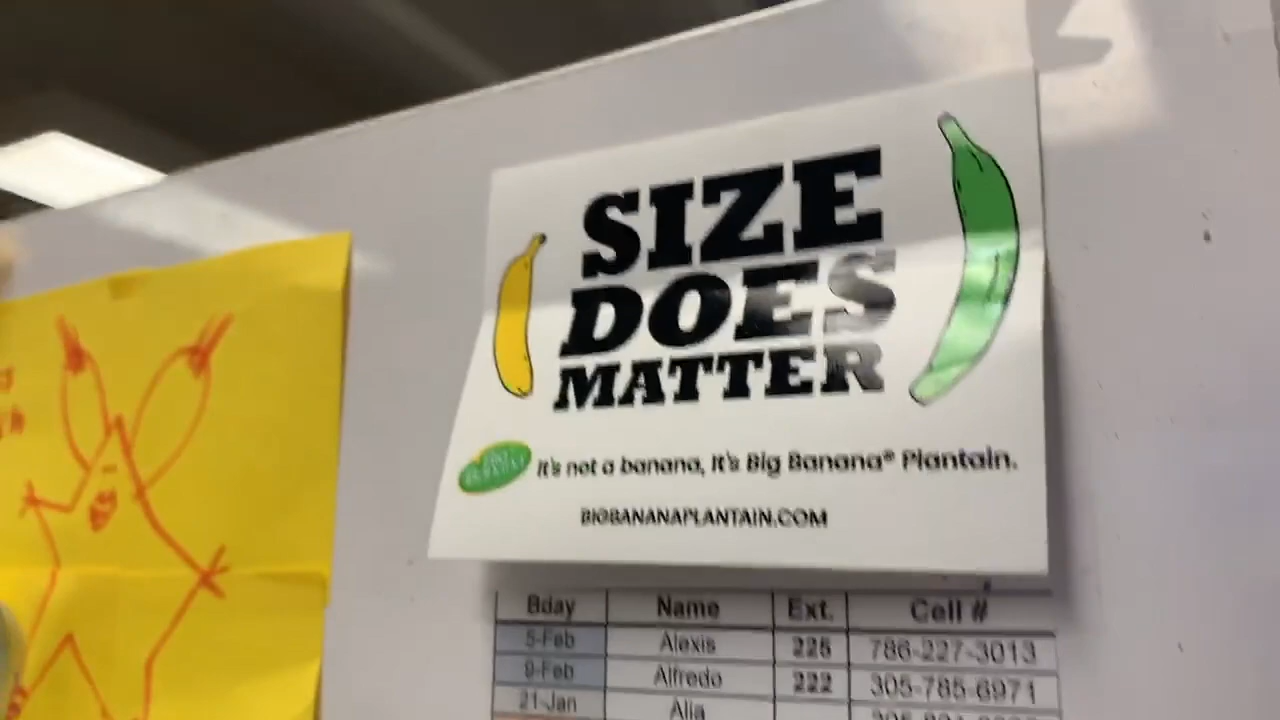 SIZE
DOES
MATTER
It's not a banana, It's Big Banana® Plantain.
BIGBANANAPLANTAIN.COM
Bday Name Ext. Cell #
5-Feb Alexis 225 786-227-3013
9-Feb Alfredo 222 305-785-6971
21-Jan Alia